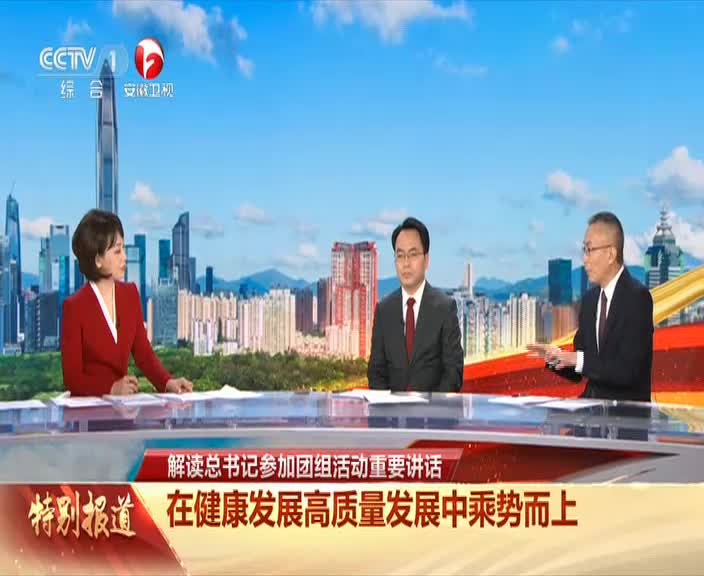 CCTV 1
综合
安徽卫视
解读总书记参加团组活动重要讲话
特别报道
在健康发展高质量发展中乘势而上